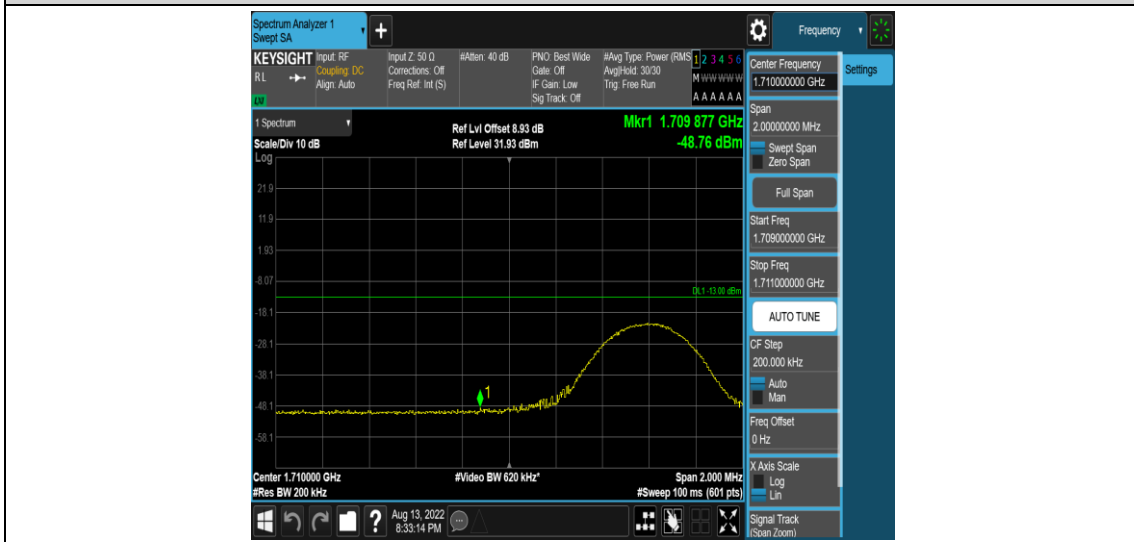 Spectrum Analyzer 1
Swept SA
+
Frequency
KEYSIGHT
RL
LXI
Input: RF
Coupling: DC
Align: Auto
Input Z: 50 Ω
Corrections: Off
Freq Ref: Int (S)
#Atten: 40 dB
PNO: Best Wide
Gate: Off
IF Gain: Low
Sig Track: Off
#Avg Type: Power (RMS
Avg|Hold: 30/30
Trig: Free Run
1 2 3 4 5 6
M W W W W W
A A A A A A
1 Spectrum
Scale/Div 10 dB
Log
Ref Lvl Offset 8.93 dB
Ref Level 31.93 dBm
Mkr1 1.709 877 GHz
-48.76 dBm
21.9
11.9
1.93
-8.07
DL1 -13.00 dBm
-18.1
-28.1
-38.1
1
-48.1
-58.1
Center 1.710000 GHz
#Res BW 200 kHz
#Video BW 620 kHz*
Span 2.000 MHz
#Sweep 100 ms (601 pts)
?
Aug 13, 2022
8:33:14 PM
Center Frequency
1.710000000 GHz
Settings
Span
2.00000000 MHz
Swept Span
Zero Span
Full Span
Start Freq
1.709000000 GHz
Stop Freq
1.711000000 GHz
AUTO TUNE
CF Step
200.000 kHz
Auto
Man
Freq Offset
0 Hz
X Axis Scale
Log
Lin
Signal Track
(Span Zoom)